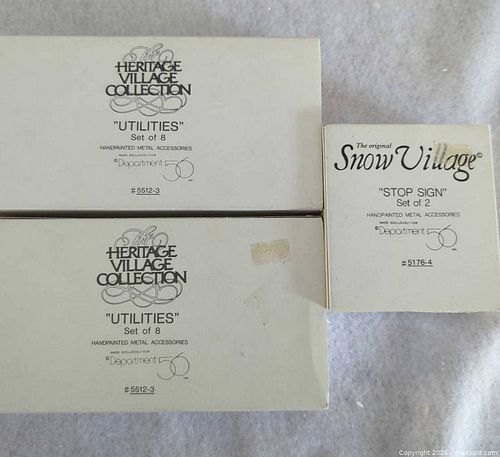 The
HERITAGE
VILLAGE
COLLECTION
"UTILITIES"
Set of 8
HANDPAINTED METAL ACCESSORIES
MADE EXCLUSIVELY FOR
©Department 56
#5512-3
The
HERITAGE
VILLAGE
COLLECTION
"UTILITIES"
Set of 8
HANDPAINTED METAL ACCESSORIES
MADE EXCLUSIVELY FOR
©Department 56
#5512-3
The original
Snow Village©
"STOP SIGN"
Set of 2
HANDPAINTED METAL ACCESSORIES
MADE EXCLUSIVELY FOR
©Department 56
#5176-4